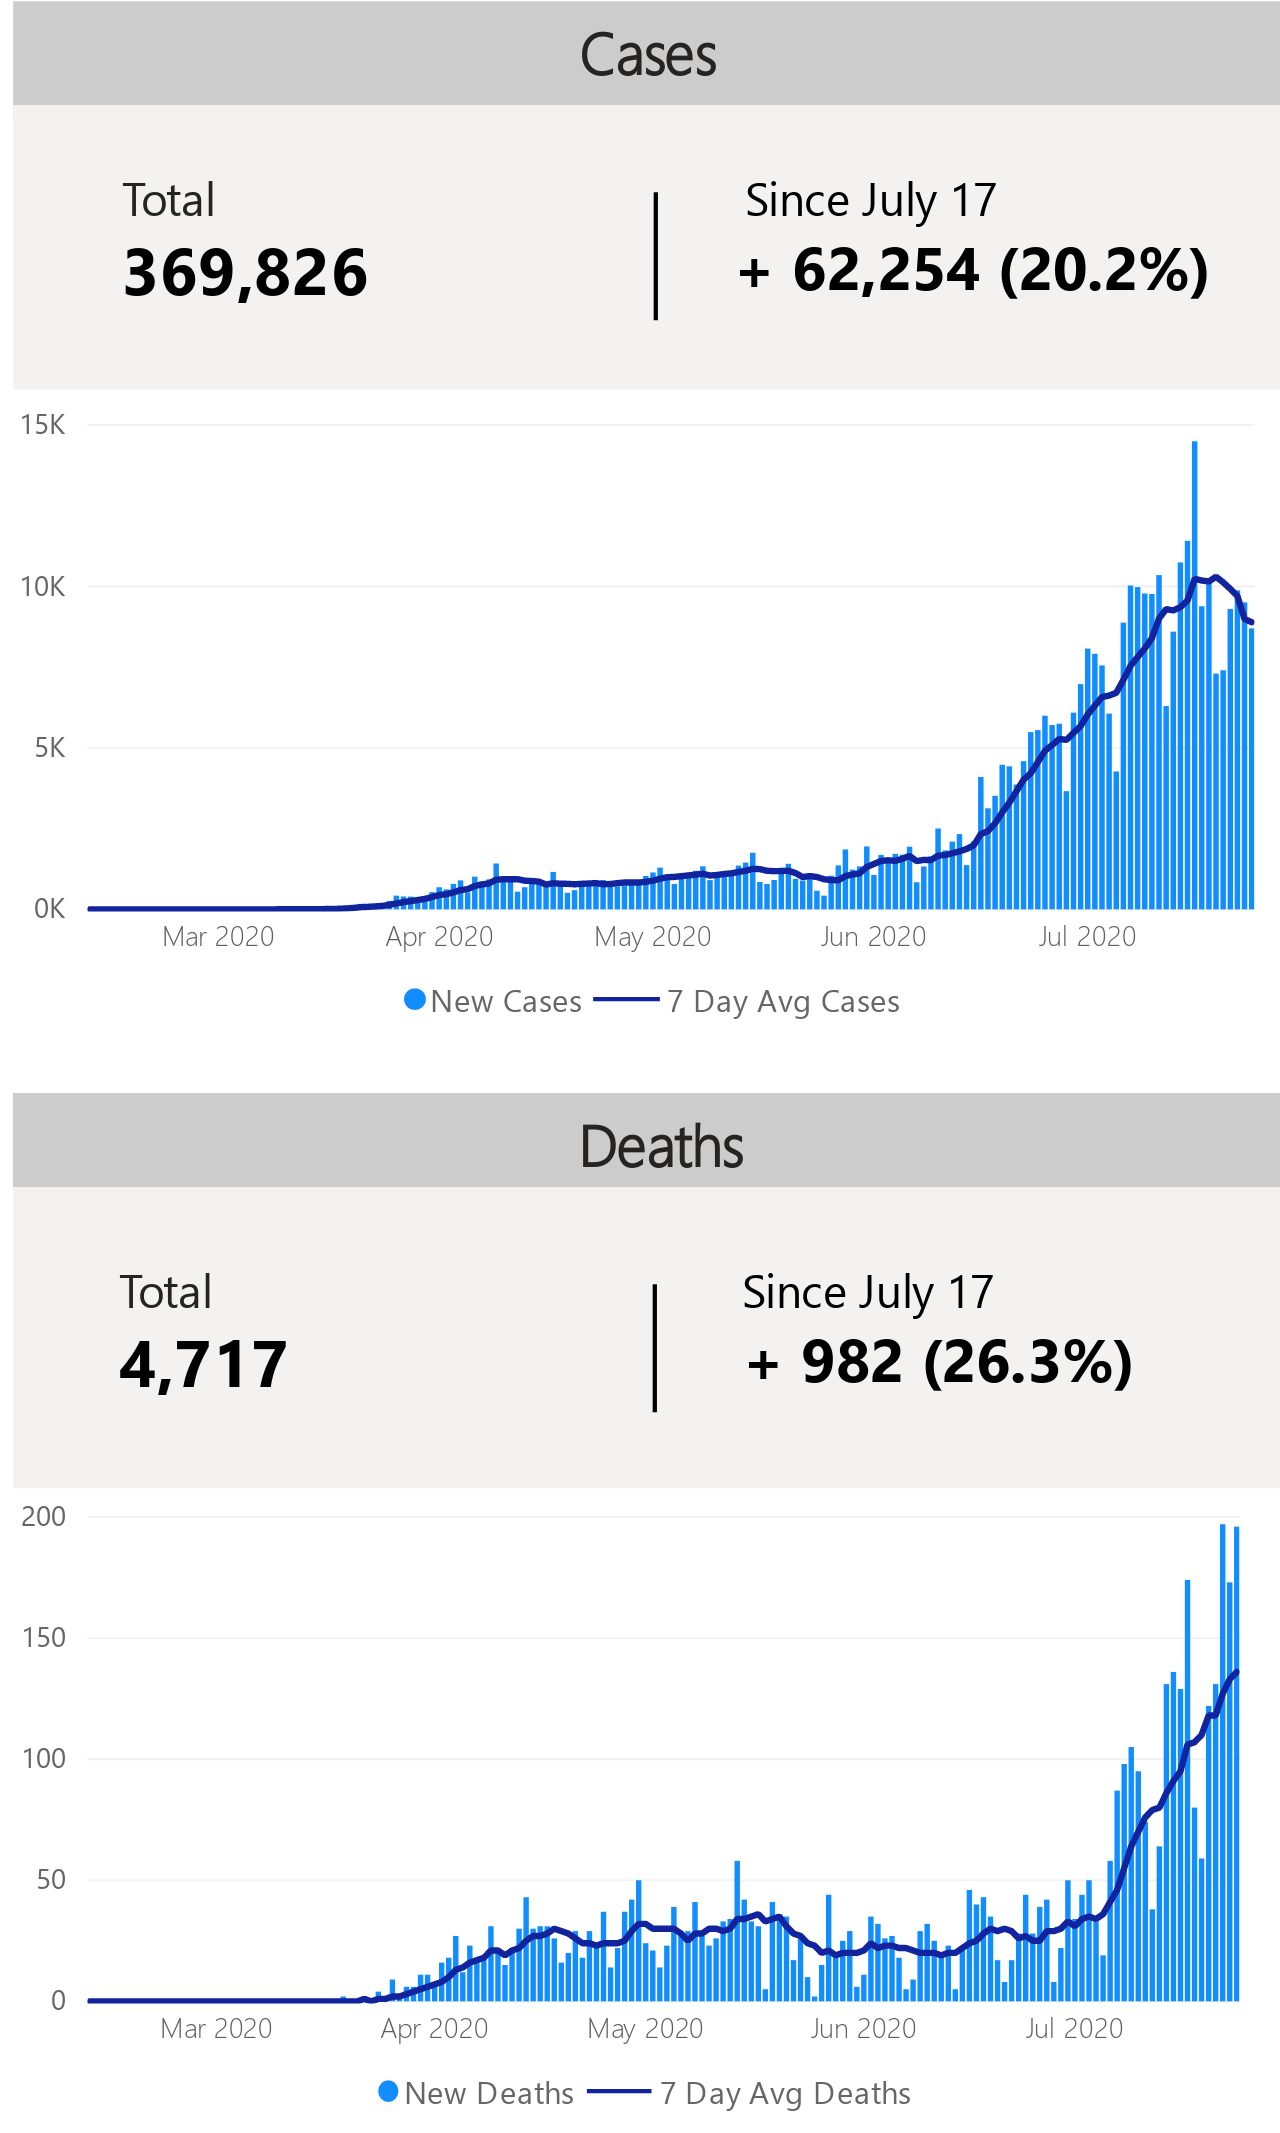 Cases
Total
369,826
Since July 17
+ 62,254 (20.2%)
15K
10K
5K
0K
Mar 2020 Apr 2020 May 2020 Jun 2020 Jul 2020
New Cases 7 Day Avg Cases
Deaths
Total
4,717
Since July 17
+ 982 (26.3%)
200
150
100
50
0
Mar 2020 Apr 2020 May 2020 Jun 2020 Jul 2020
New Deaths 7 Day Avg Deaths